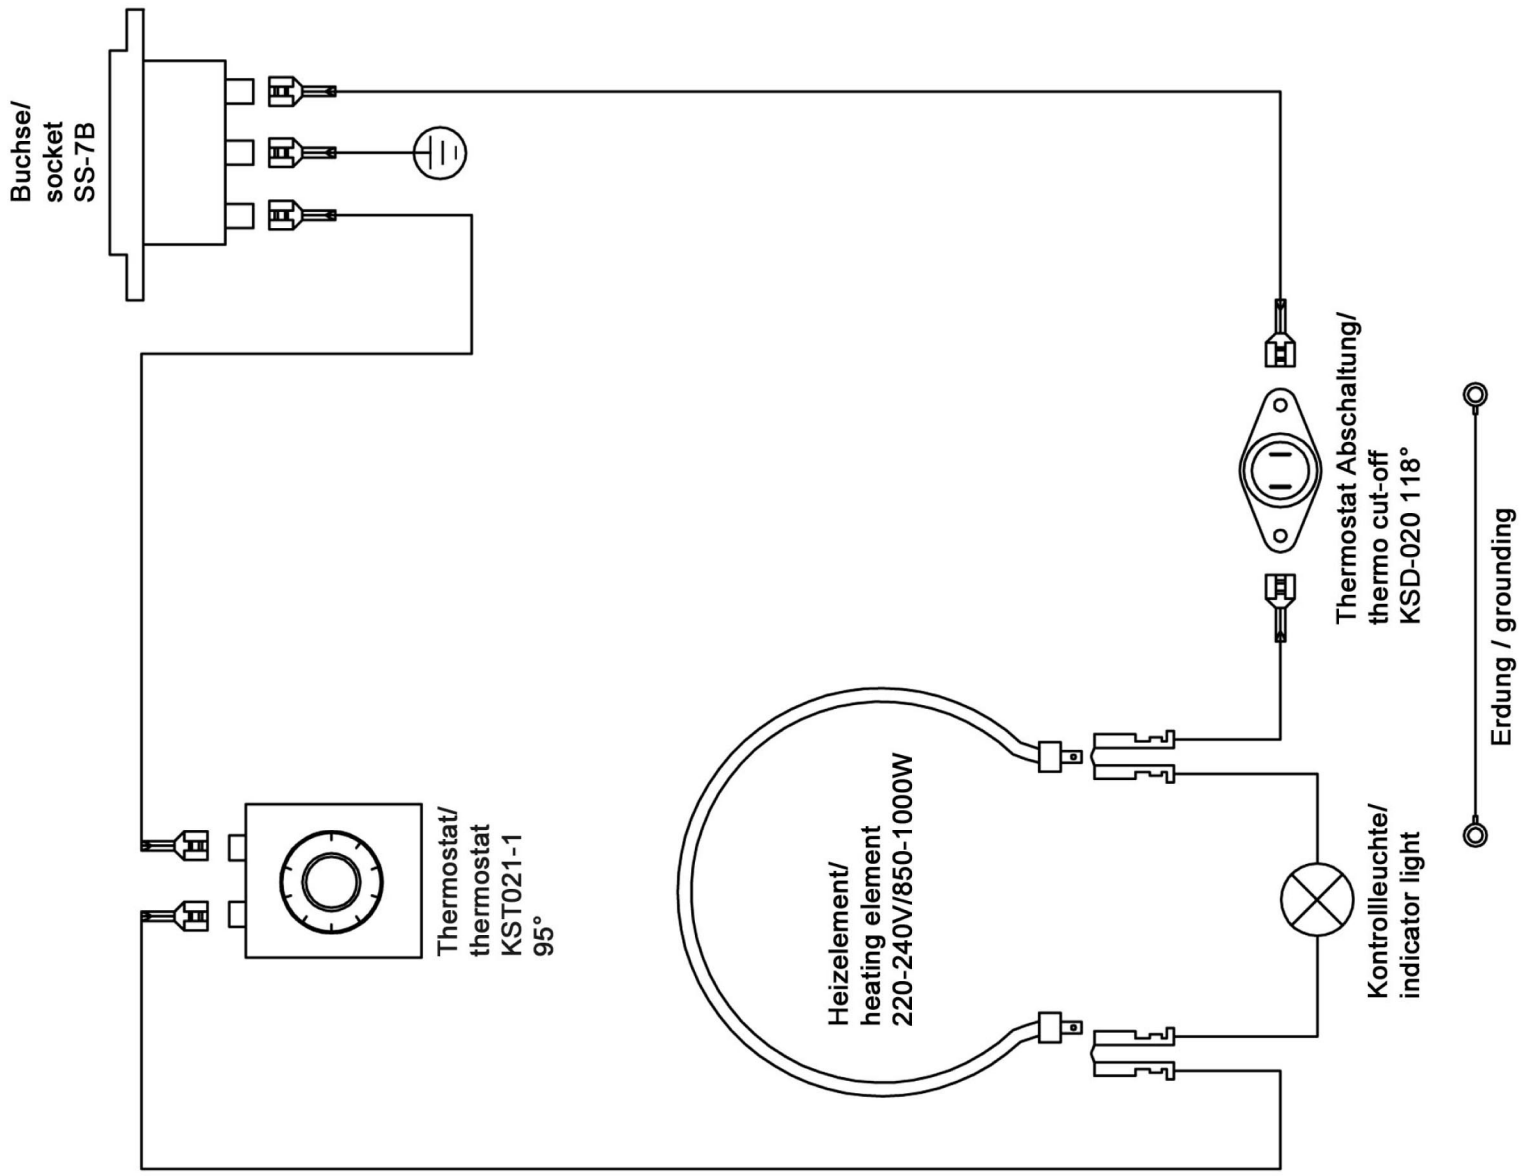 Buchse/
socket
SS-7B
Thermostat/
thermostat
KST021-1
95°
Heizelement/
heating element
220-240V/850-1000W
Thermostat Abschaltung/
thermo cut-off
KSD-020 118°
Kontrollleuchte/
indicator light
Erdung / grounding